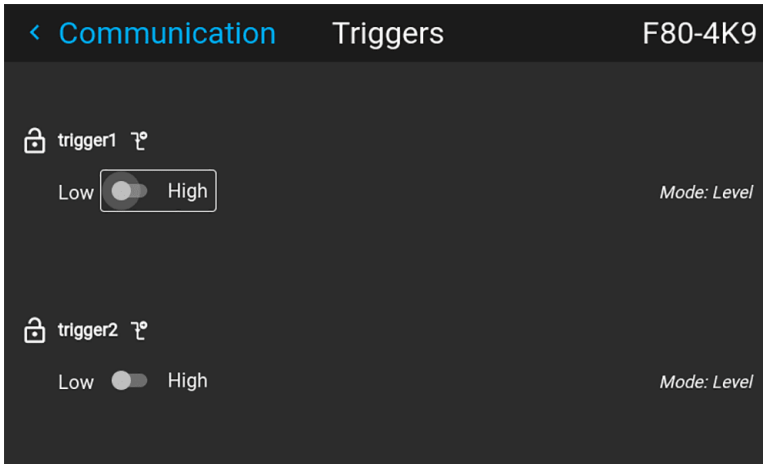 Communication Triggers F80-4K9
trigger1
Low High Mode: Level
trigger2
Low High Mode: Level